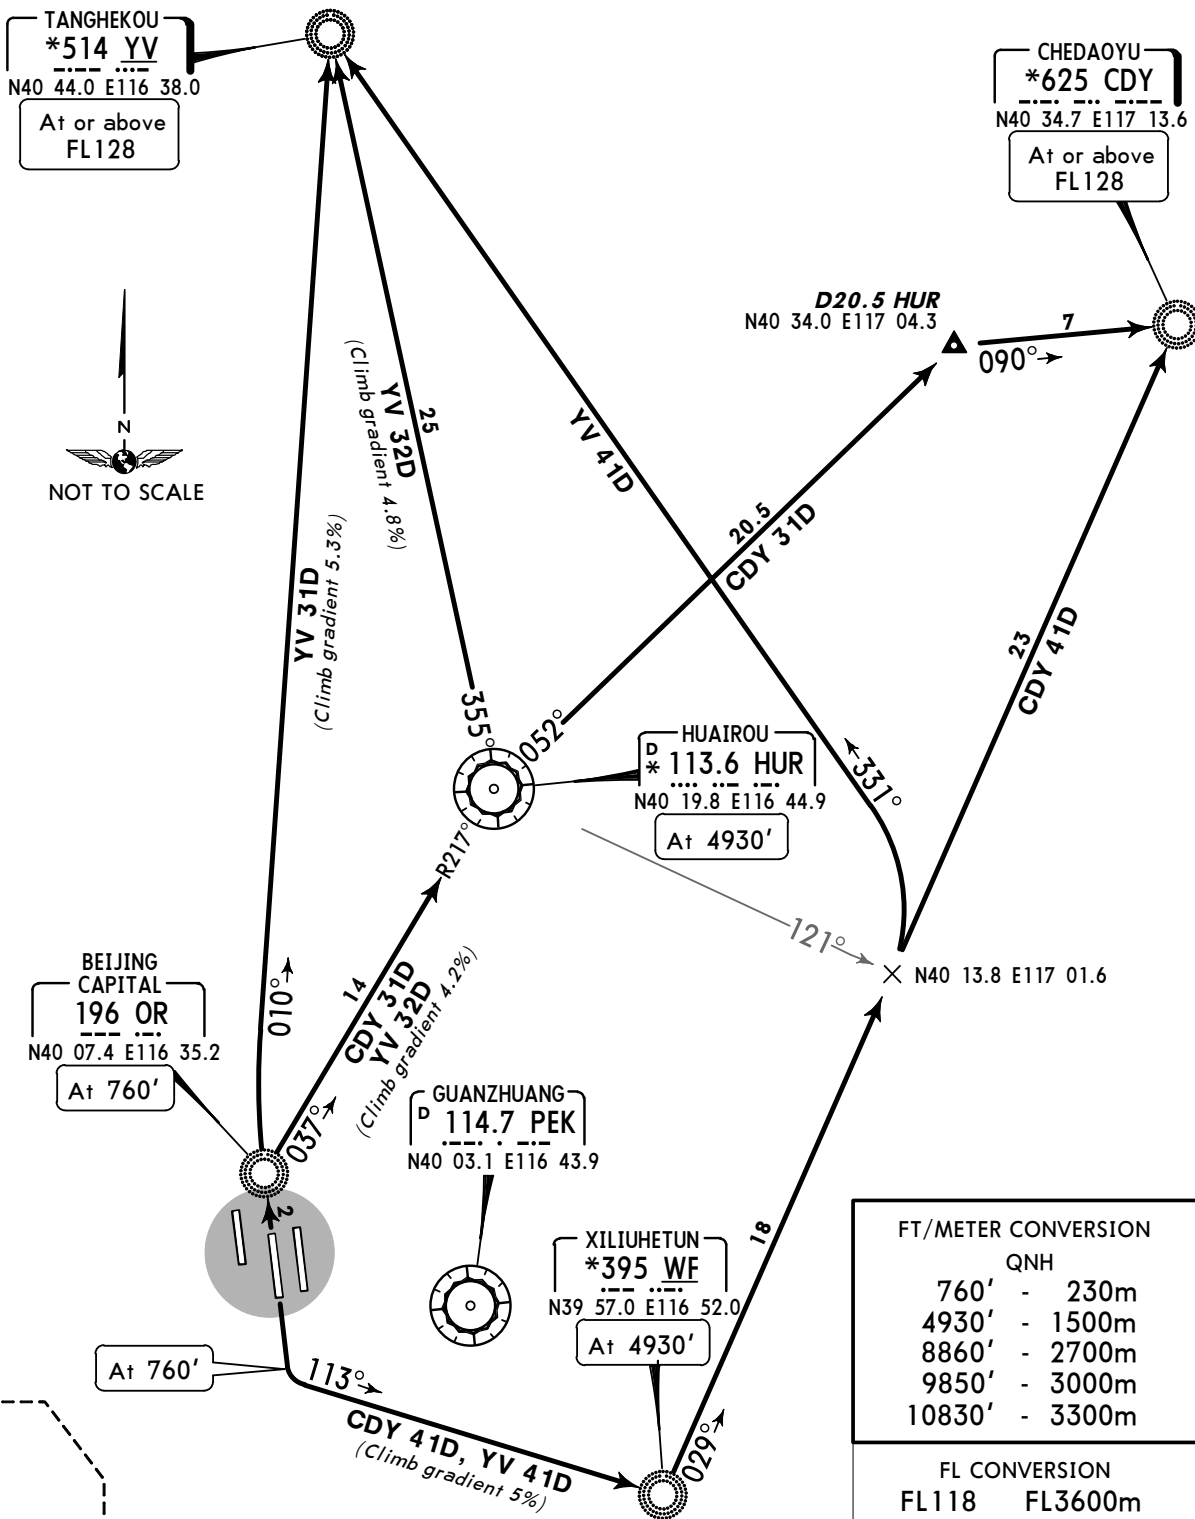 TANGHEKOU
*514 YV
N40 44.0 E116 38.0
At or above
FL128
CHEDAOYU
*625 CDY
N40 34.7 E117 13.6
At or above
FL128
D20.5 HUR
N40 34.0 E117 04.3
7
090°
N
NOT TO SCALE
25
YV 32D
(Climb gradient 4.8%)
YV 41D
20.5
CDY 31D
YV 31D
(Climb gradient 5.3%)
23
CDY 41D
355°
052°
HUAIROU
D
* 113.6 HUR
N40 19.8 E116 44.9
At 4930'
331°
R217°
121°
N40 13.8 E117 01.6
BEIJING
CAPITAL
196 OR
N40 07.4 E116 35.2
At 760'
010°
14
CDY 31D
YV 32D
(Climb gradient 4.2%)
037°
GUANZHUANG
D 114.7 PEK
N40 03.1 E116 43.9
2
18
XILIUHETUN
*395 WF
N39 57.0 E116 52.0
At 4930'
At 760'
113°
CDY 41D, YV 41D
(Climb gradient 5%)
029°
FT/METER CONVERSION
QNH
760' - 230m
4930' - 1500m
8860' - 2700m
9850' - 3000m
10830' - 3300m
FL CONVERSION
FL118 FL3600m